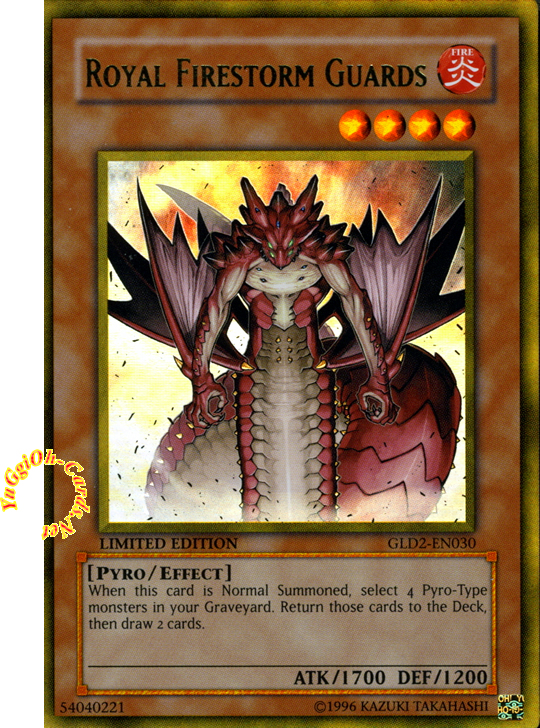 ROYAL FIRESTORM GUARDS
FIRE
炎
LIMITED EDITION GLD2-EN030
[PYRO/EFFECT]
When this card is Normal Summoned, select 4 Pyro-Type
monsters in your Graveyard. Return those cards to the Deck,
then draw 2 cards.
ATK/1700 DEF/1200
54040221 ©1996 KAZUKI TAKAHASHI
YuGgiOh-Cards.Net